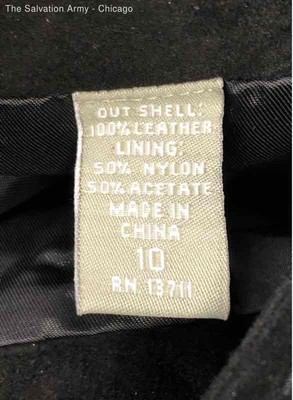 The Salvation Army - Chicago
OUT SHELL:
100% LEATHER
LINING:
50% NYLON
50% ACETATE
MADE IN
CHINA
10
RN 13711